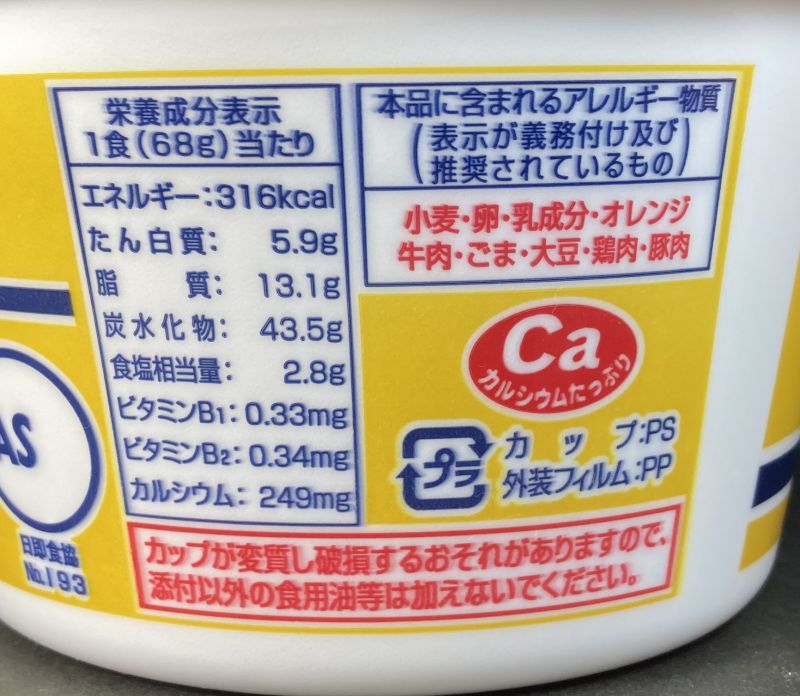 栄養成分表示
1食(68g)当たり
エネルギー:316kcal
たん白質: 5.9g
脂 質: 13.1g
炭水化物: 43.5g
食塩相当量: 2.8g
ビタミンB1: 0.33mg
ビタミンB2: 0.34mg
カルシウム: 249mg
本品に含まれるアレルギー物質
(表示が義務付け及び
推奨されているもの)
小麦・卵・乳成分・オレンジ
牛肉・ごま・大豆・鶏肉・豚肉
Ca
カルシウムたっぷり
プラ
カップ:PS
外装フィルム:PP
AS
日即食協
No.193
カップが変質し破損するおそれがありますので、
添付以外の食用油等は加えないでください。